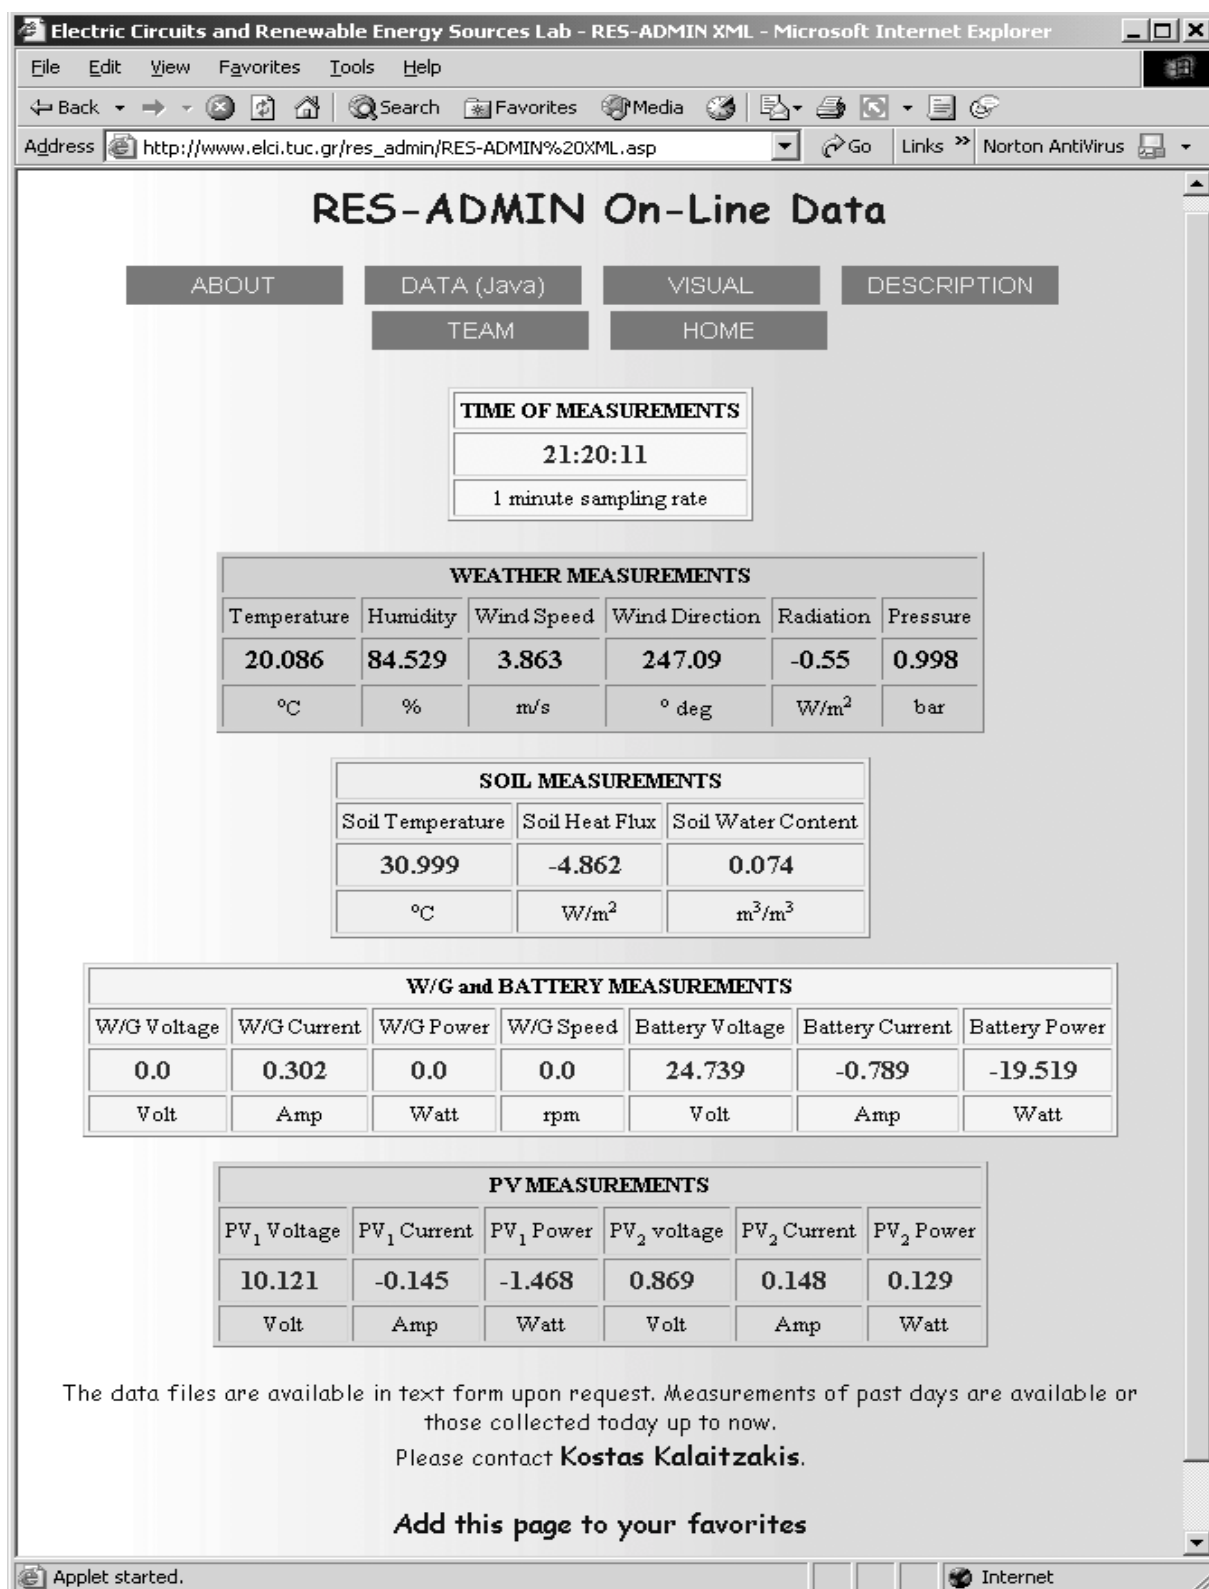 Electric Circuits and Renewable Energy Sources Lab - RES-ADMIN XML - Microsoft Internet Explorer
File Edit View Favorites Tools Help
Back Search Favorites Media
Address http://www.elci.tuc.gr/res_admin/RES-ADMIN%20XML.asp Go Links » Norton AntiVirus
RES-ADMIN On-Line Data
ABOUT DATA (Java) VISUAL DESCRIPTION
TEAM HOME
TIME OF MEASUREMENTS
21:20:11
1 minute sampling rate
WEATHER MEASUREMENTS
Temperature Humidity Wind Speed Wind Direction Radiation Pressure
20.086 84.529 3.863 247.09 -0.55 0.998
ºC % m/s º deg W/m² bar
SOIL MEASUREMENTS
Soil Temperature Soil Heat Flux Soil Water Content
30.999 -4.862 0.074
ºC W/m² m³/m³
W/G and BATTERY MEASUREMENTS
W/G Voltage W/G Current W/G Power W/G Speed Battery Voltage Battery Current Battery Power
0.0 0.302 0.0 0.0 24.739 -0.789 -19.519
Volt Amp Watt rpm Volt Amp Watt
PV MEASUREMENTS
PV₁ Voltage PV₁ Current PV₁ Power PV₂ voltage PV₂ Current PV₂ Power
10.121 -0.145 -1.468 0.869 0.148 0.129
Volt Amp Watt Volt Amp Watt
The data files are available in text form upon request. Measurements of past days are available or
those collected today up to now.
Please contact Kostas Kalaitzakis.
Add this page to your favorites
Applet started. Internet